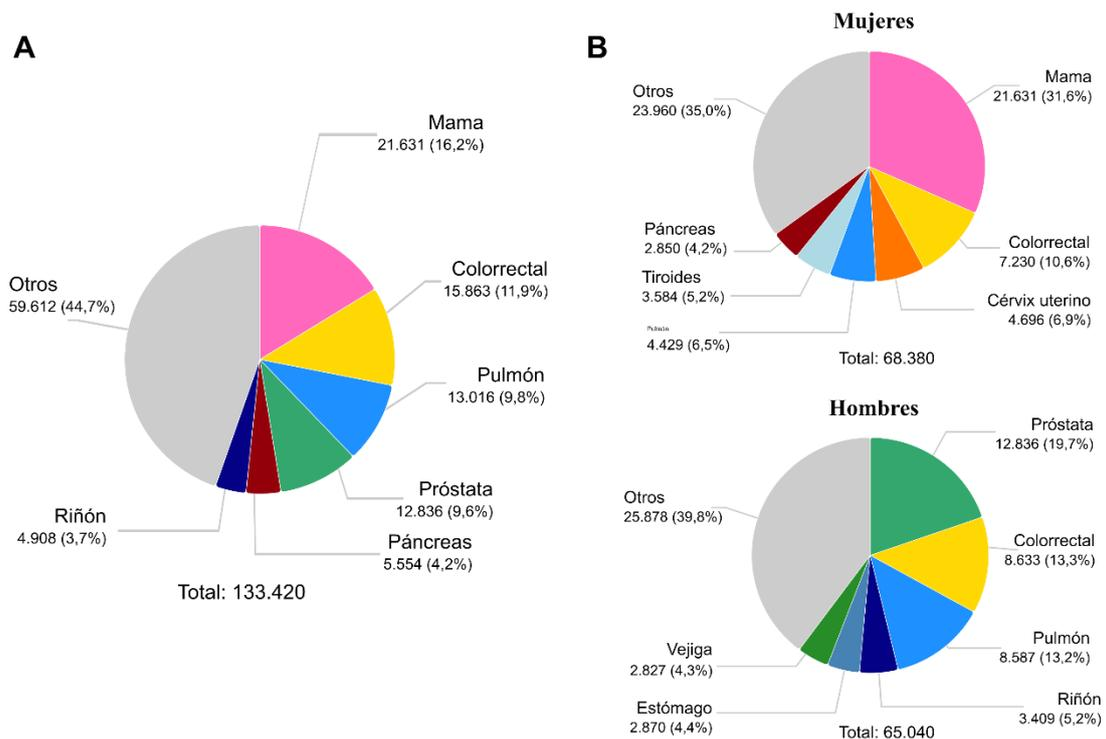 A
Mama
21.631 (16,2%)
Colorrectal
15.863 (11,9%)
Pulmón
13.016 (9,8%)
Próstata
12.836 (9,6%)
Páncreas
5.554 (4,2%)
Riñón
4.908 (3,7%)
Otros
59.612 (44,7%)
Total: 133.420
B
Mujeres
Mama
21.631 (31,6%)
Colorrectal
7.230 (10,6%)
Cérvix uterino
4.696 (6,9%)
4.429 (6,5%)
Tiroides
3.584 (5,2%)
Páncreas
2.850 (4,2%)
Otros
23.960 (35,0%)
Total: 68.380
Hombres
Próstata
12.836 (19,7%)
Colorrectal
8.633 (13,3%)
Pulmón
8.587 (13,2%)
Riñón
3.409 (5,2%)
Estómago
2.870 (4,4%)
Vejiga
2.827 (4,3%)
Otros
25.878 (39,8%)
Total: 65.040